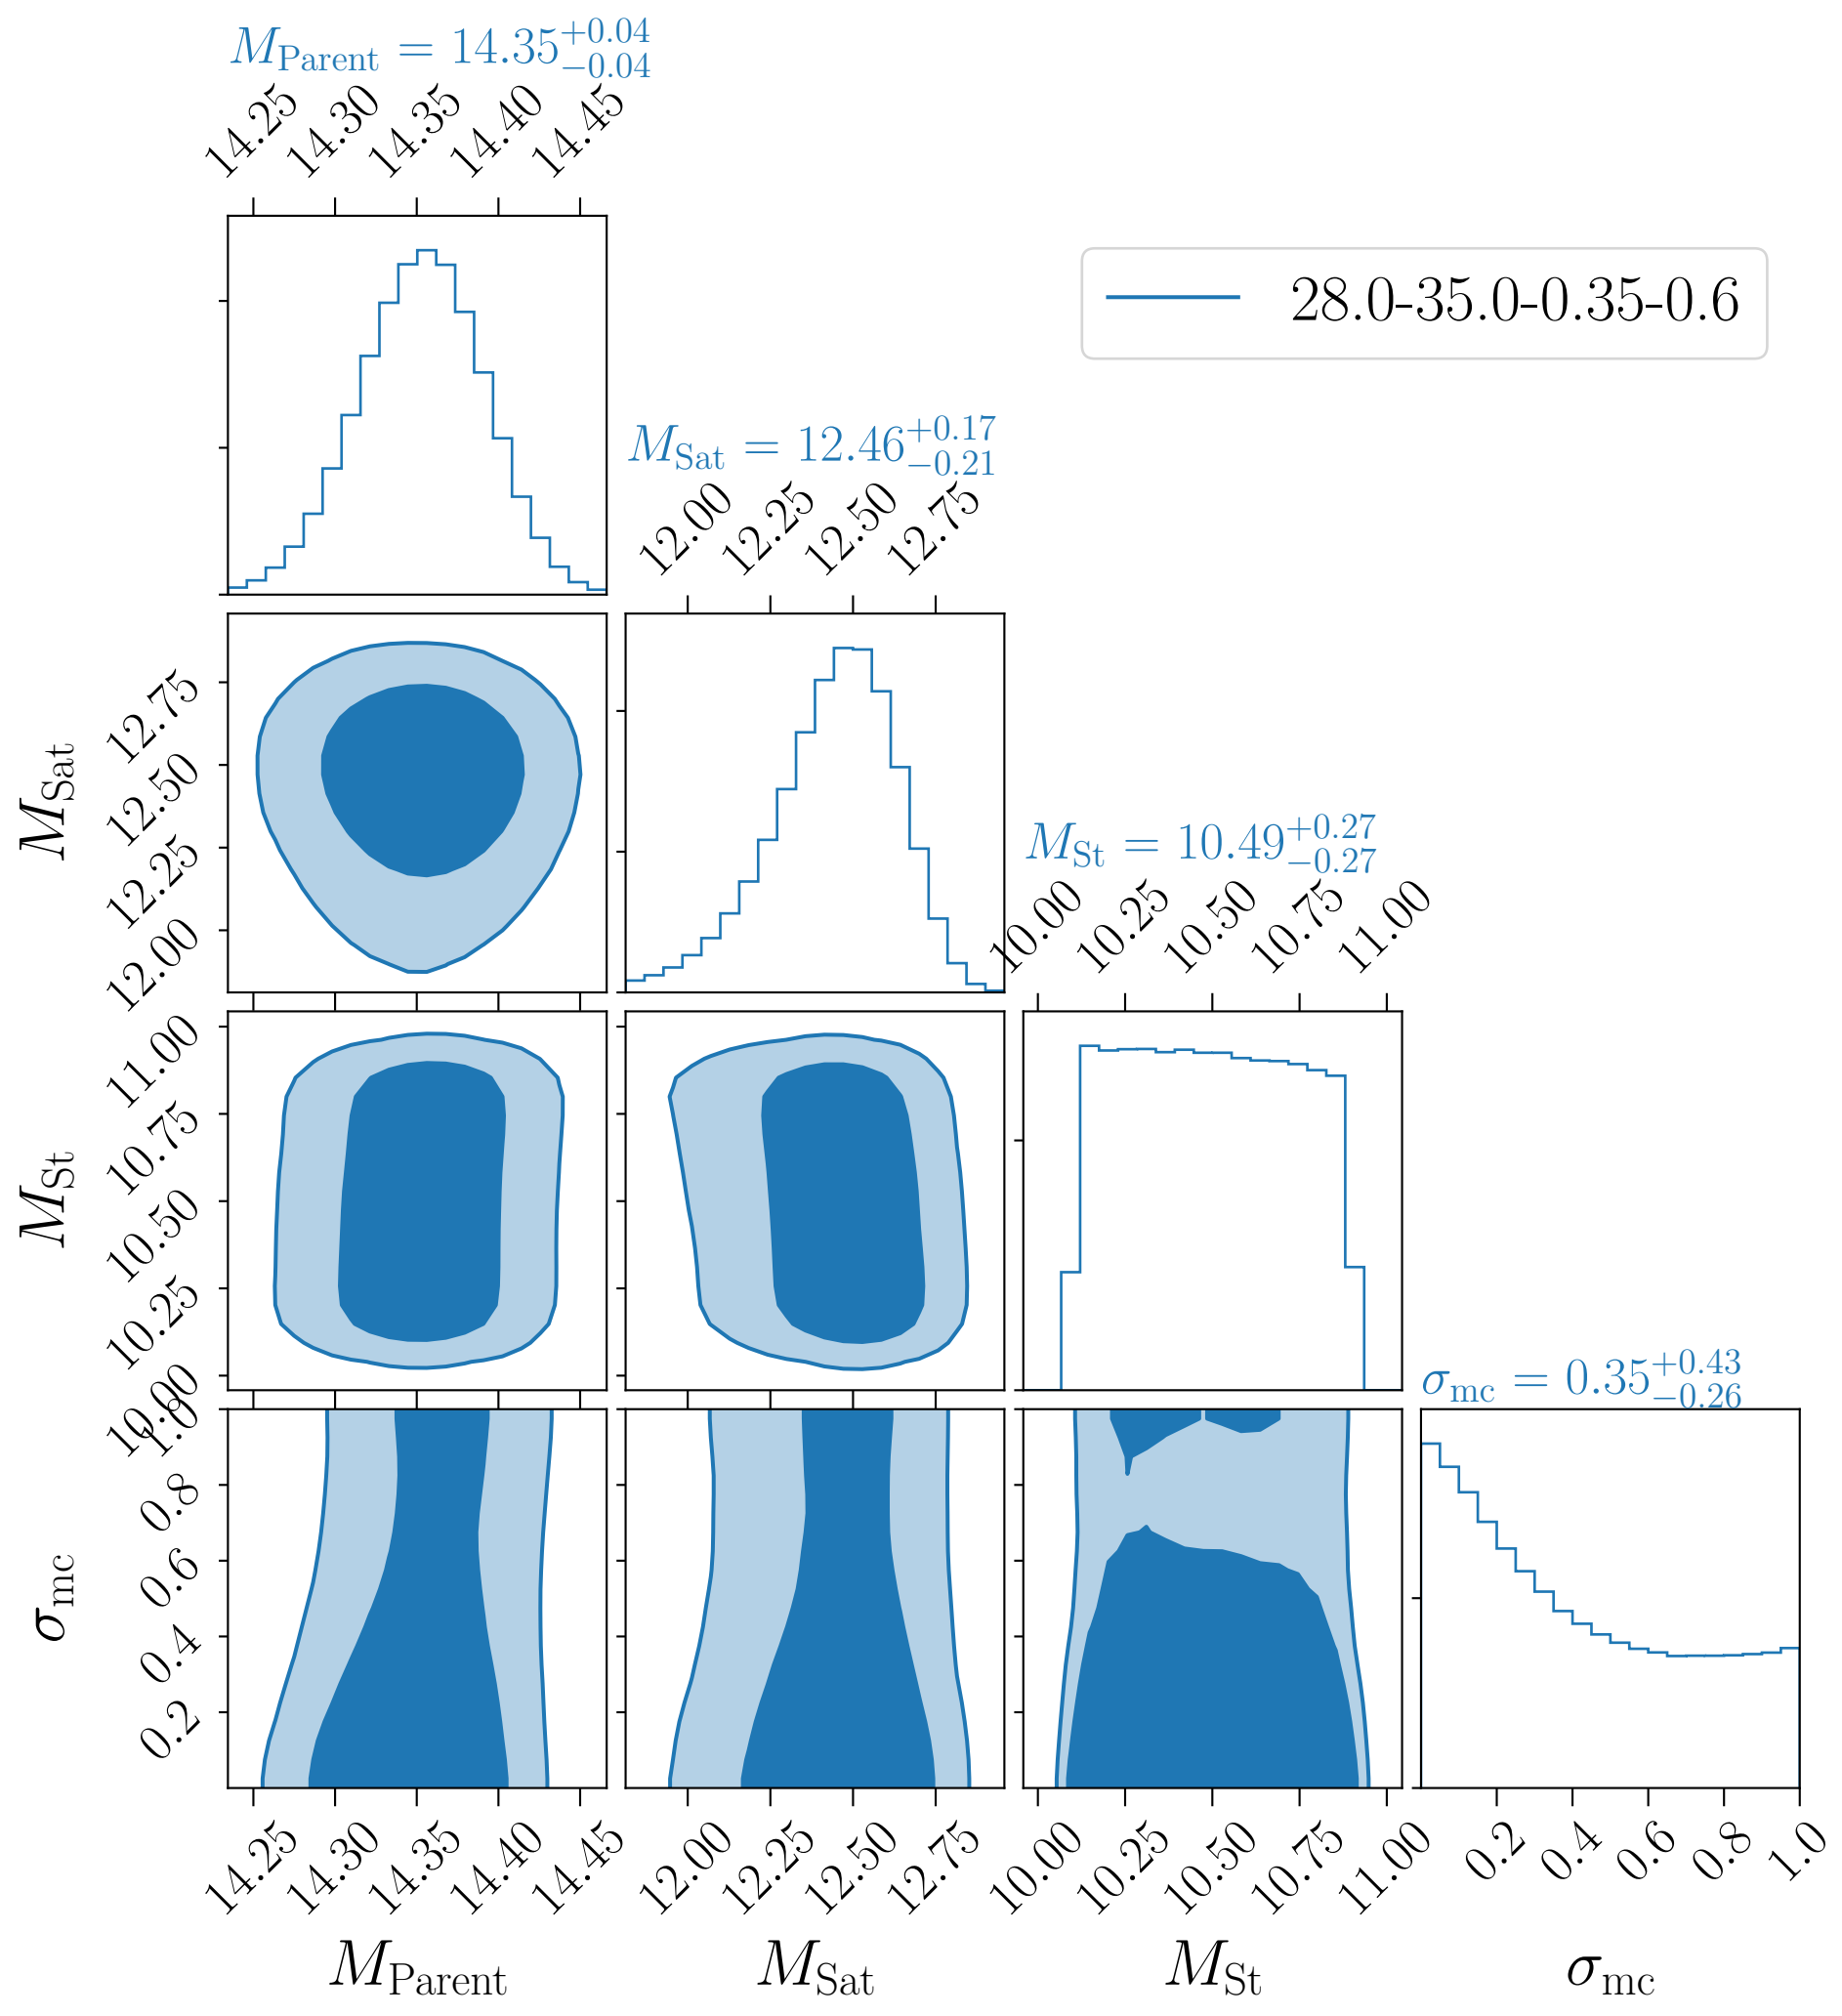 M_Parent = 14.35^{+0.04}_{-0.04}
14.25 14.30 14.35 14.40 14.45
28.0-35.0-0.35-0.6
M_Sat = 12.46^{+0.17}_{-0.21}
12.00 12.25 12.50 12.75
M_Sat
12.75
12.50
12.25
12.00
M_St = 10.49^{+0.27}_{-0.27}
10.00 10.25 10.50 10.75 11.00
M_St
11.00
10.75
10.50
10.25
10.00
σ_mc = 0.35^{+0.43}_{-0.26}
σ_mc
1.0
0.8
0.6
0.4
0.2
14.25 14.30 14.35 14.40 14.45
12.00 12.25 12.50 12.75
10.00 10.25 10.50 10.75 11.00
0.2 0.4 0.6 0.8 1.0
M_Parent
M_Sat
M_St
σ_mc